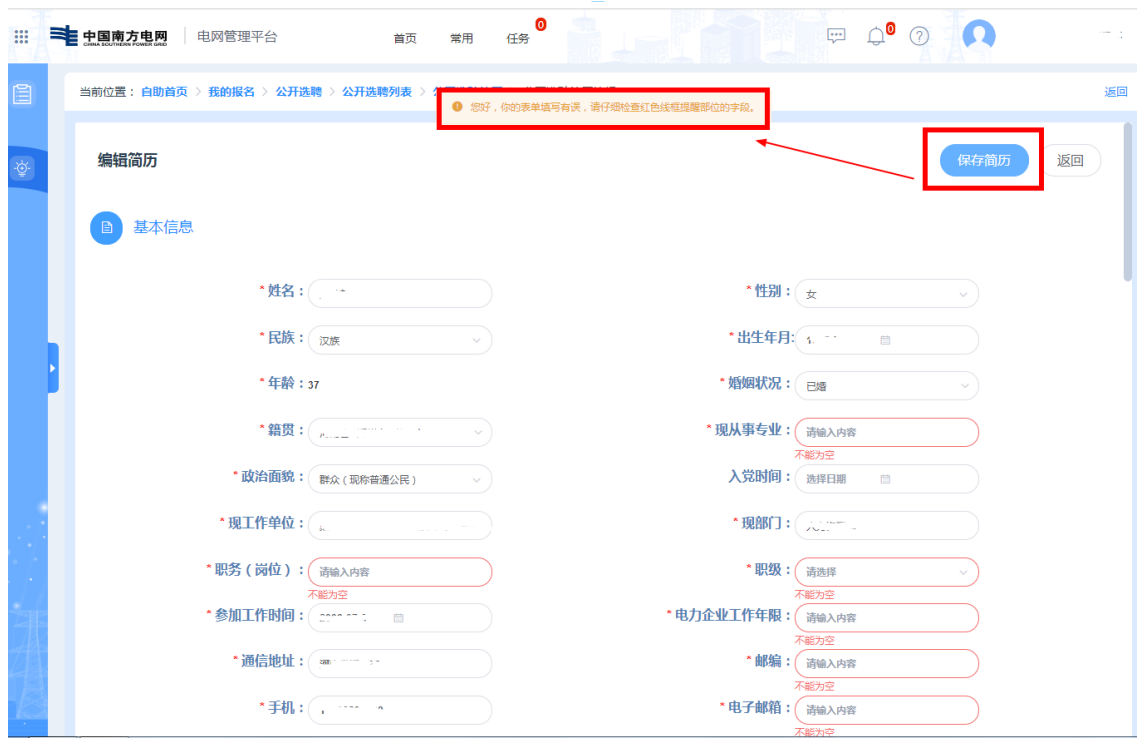 中国南方电网 电网管理平台 首页 常用 任务 0 0
CHINA SOUTHERN POWER GRID
当前位置： 自助首页 > 我的报名 > 公开选聘 > 公开选聘列表 > 返回
您好，你的表单填写有误，请仔细检查红色线框提醒部位的字段。
编辑简历 保存简历 返回
基本信息
*姓名： *性别： 女
*民族： 汉族 *出生年月:
*年龄：37 *婚姻状况： 已婚
*籍贯： *现从事专业： 请输入内容
不能为空
*政治面貌： 群众（现称普通公民） 入党时间： 选择日期
*现工作单位： *现部门：
*职务（岗位）： 请输入内容 *职级： 请选择
不能为空 不能为空
*参加工作时间： *电力企业工作年限： 请输入内容
不能为空
*通信地址： *邮编： 请输入内容
不能为空
*手机： *电子邮箱： 请输入内容
不能为空